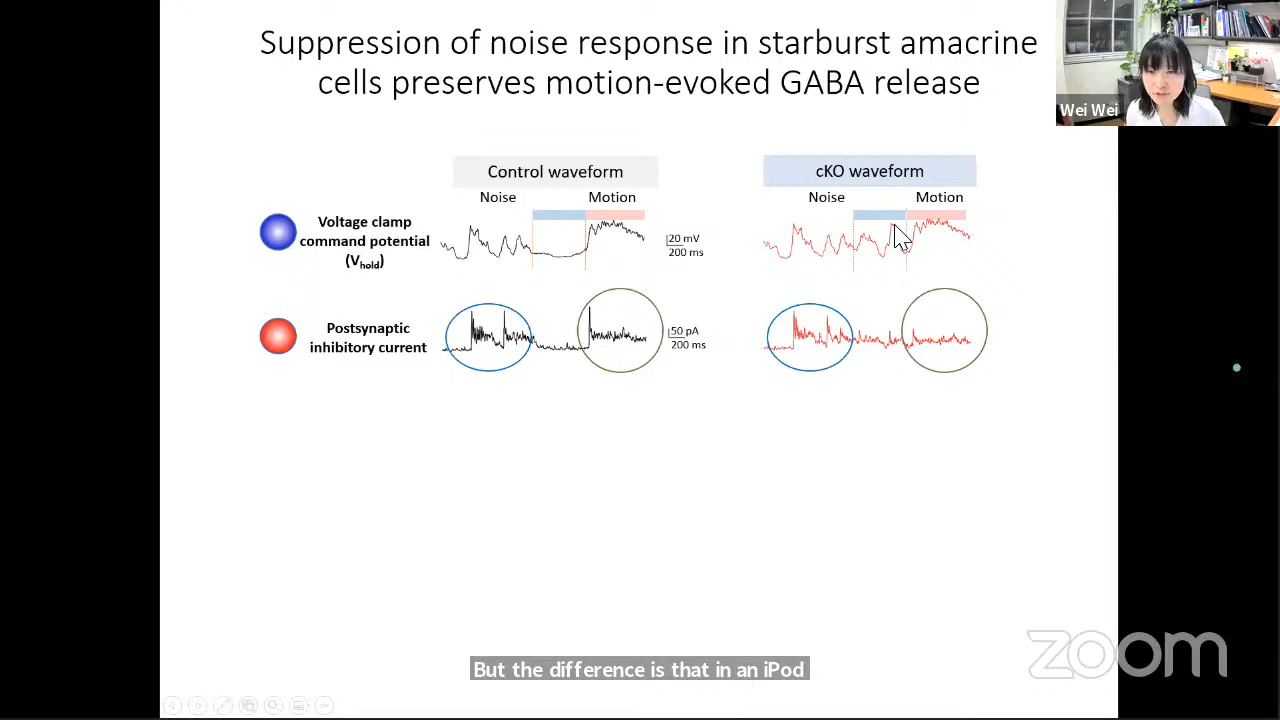 Suppression of noise response in starburst amacrine
cells preserves motion-evoked GABA release
Wei Wei
Control waveform
cKO waveform
Noise
Motion
Noise
Motion
Voltage clamp
command potential
(Vhold)
20 mV
200 ms
Postsynaptic
inhibitory current
50 pA
200 ms
zoom
But the difference is that in an iPod